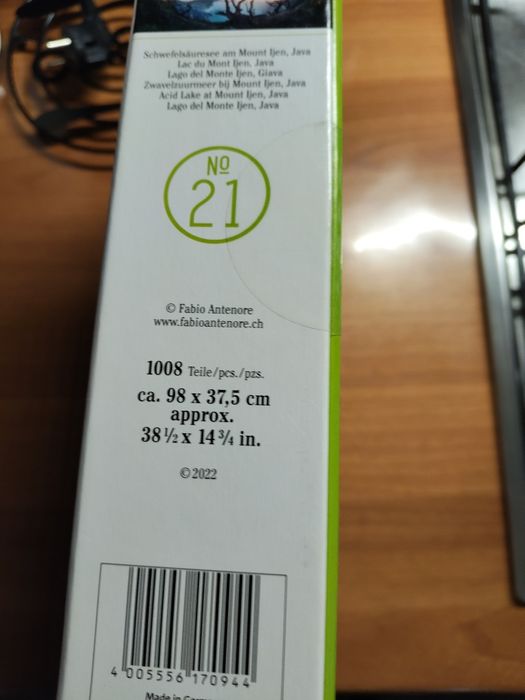 Schwefelsäuresee am Mount Ijen, Java
Lac du Mont Ijen, Java
Lago del Monte Ijen, Giava
Zwavelzuurmeer bij Mount Ijen, Java
Acid Lake at Mount Ijen, Java
Lago del Monte Ijen, Java
Nº
21
© Fabio Antenore
www.fabioantenore.ch
1008 Teile/pcs./pzs.
ca. 98 x 37,5 cm
approx.
38 ½ x 14 ¾ in.
© 2022
4 005556 170944
Made in